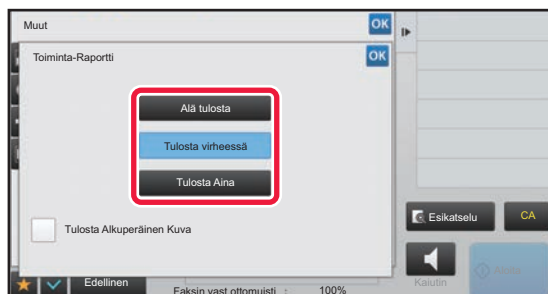 Muut
OK
Toiminta-Raportti
OK
Älä tulosta
Tulosta virheessä
Tulosta Aina
Tulosta Alkuperäinen Kuva
Esikatselu
CA
Edellinen
Faksin vast ottomuisti : 100%
Kaiutin
Aloita